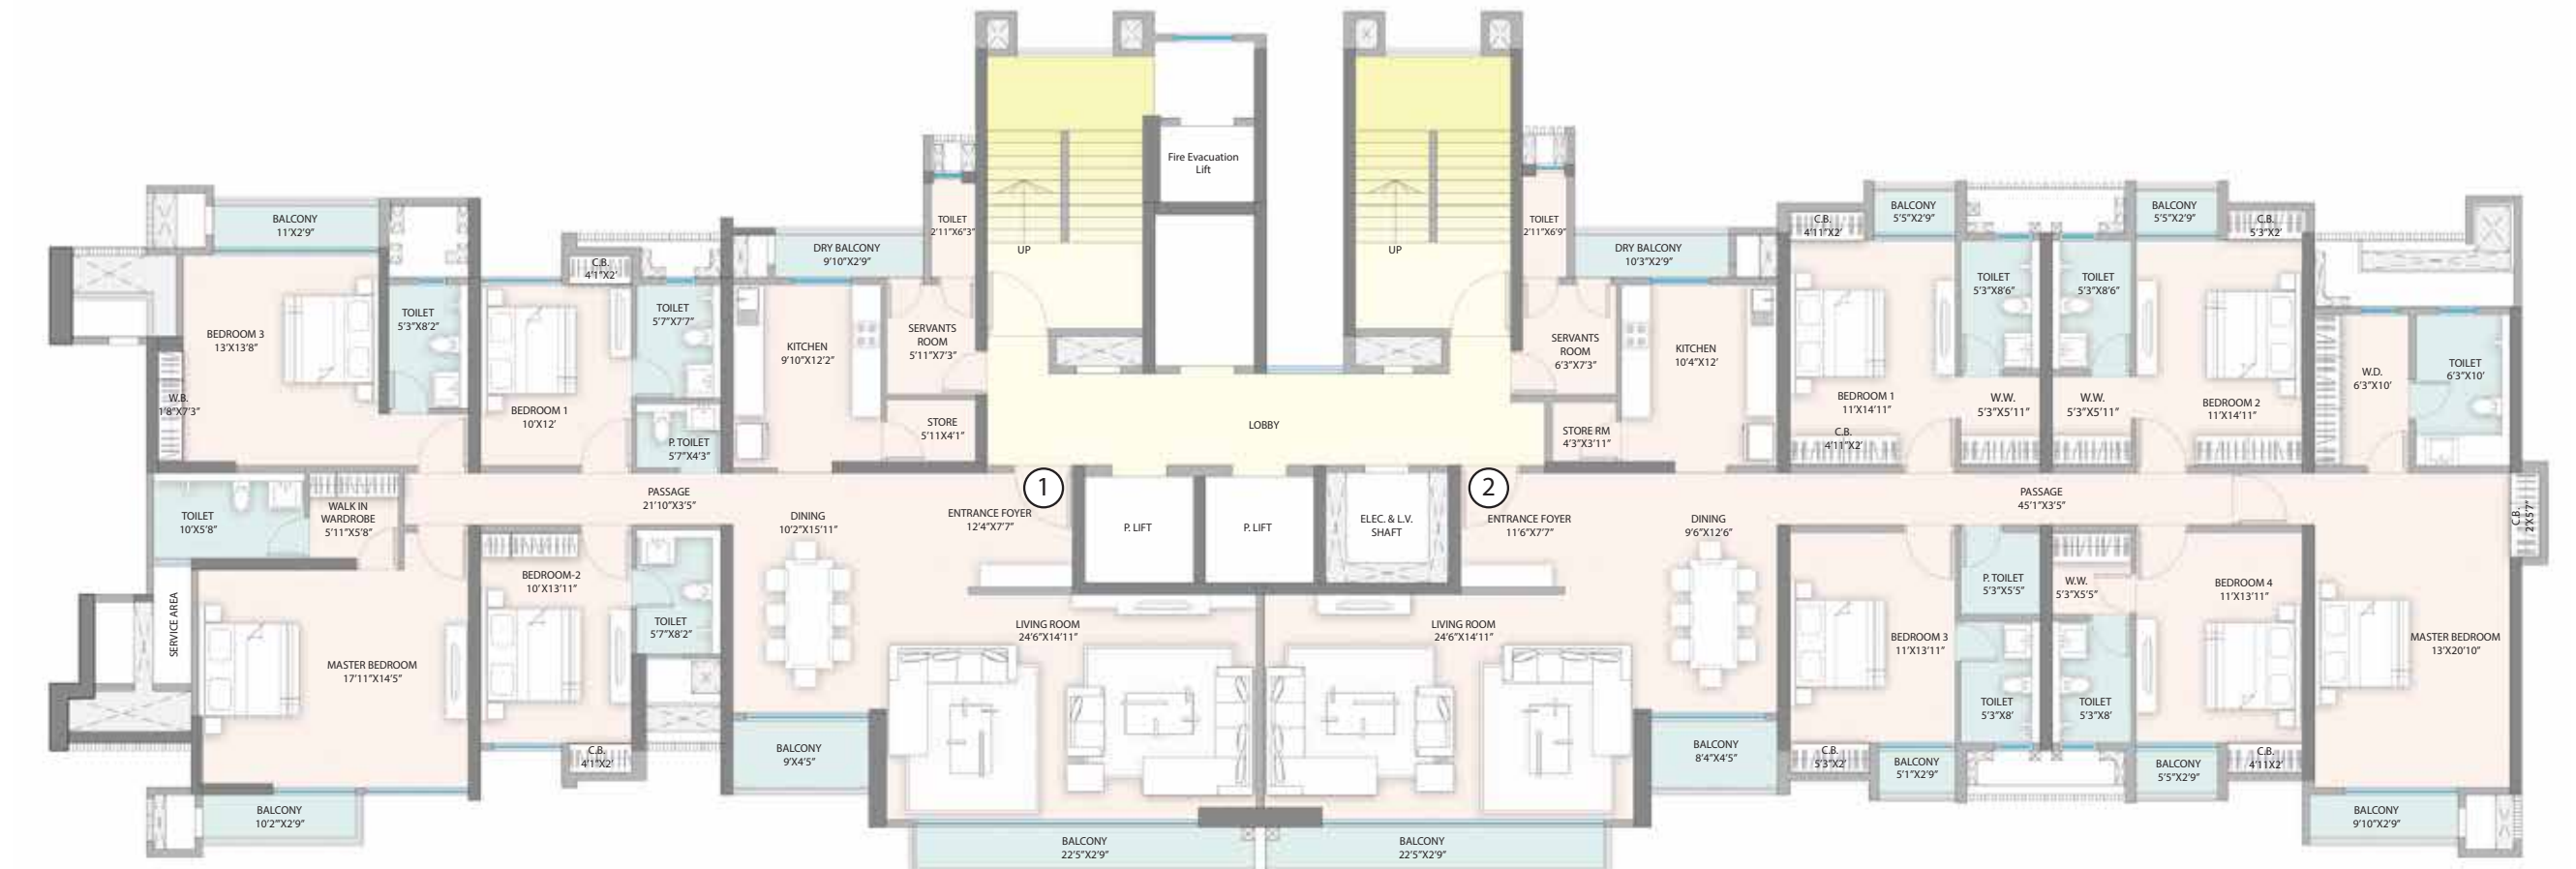 BALCONY
11'X2'9"
BEDROOM 3
13'X13'8"
W.B.
1'8"X7'3"
TOILET
5'3"X8'2"
C.B.
4'1"X2'
BEDROOM 1
10'X12'
TOILET
5'7"X7'7"
P. TOILET
5'7"X4'3"
DRY BALCONY
9'10"X2'9"
KITCHEN
9'10"X12'2"
TOILET
2'11"X6'3"
SERVANTS
ROOM
5'11"X7'3"
STORE
5'11X4'1"
UP
Fire Evacuation
Lift
UP
LOBBY
TOILET
2'11"X6'9"
DRY BALCONY
10'3"X2'9"
SERVANTS
ROOM
6'3"X7'3"
KITCHEN
10'4"X12'
STORE RM
4'3"X3'11"
C.B.
4'11"X2'
BALCONY
5'5"X2'9"
BEDROOM 1
11'X14'11"
C.B.
4'11"X2'
TOILET
5'3"X8'6"
W.W.
5'3"X5'11"
TOILET
5'3"X8'6"
W.W.
5'3"X5'11"
BALCONY
5'5"X2'9"
C.B.
5'3"X2'
BEDROOM 2
11'X14'11"
W.D.
6'3"X10'
TOILET
6'3"X10'
TOILET
10'X5'8"
WALK IN
WARDROBE
5'11"X5'8"
PASSAGE
21'10"X3'5"
DINING
10'2"X15'11"
ENTRANCE FOYER
12'4"X7'7"
1
P. LIFT
P. LIFT
ELEC. & L.V.
SHAFT
2
ENTRANCE FOYER
11'6"X7'7"
DINING
9'6"X12'6"
PASSAGE
45'1"X3'5"
C.B.
2'X5'7"
SERVICE AREA
MASTER BEDROOM
17'11"X14'5"
BEDROOM-2
10'X13'11"
TOILET
5'7"X8'2"
C.B.
4'1"X2'
LIVING ROOM
24'6"X14'11"
LIVING ROOM
24'6"X14'11"
BEDROOM 3
11'X13'11"
P. TOILET
5'3"X5'5"
TOILET
5'3"X8'
W.W.
5'3"X5'5"
TOILET
5'3"X8'
BEDROOM 4
11'X13'11"
MASTER BEDROOM
13'X20'10"
BALCONY
10'2"'X2'9"
BALCONY
9'X4'5"
BALCONY
22'5"X2'9"
BALCONY
22'5"X2'9"
BALCONY
8'4"X4'5"
C.B.
5'3"X2'
BALCONY
5'1"X2'9"
BALCONY
5'5"X2'9"
C.B.
4'11X2'
BALCONY
9'10"X2'9"